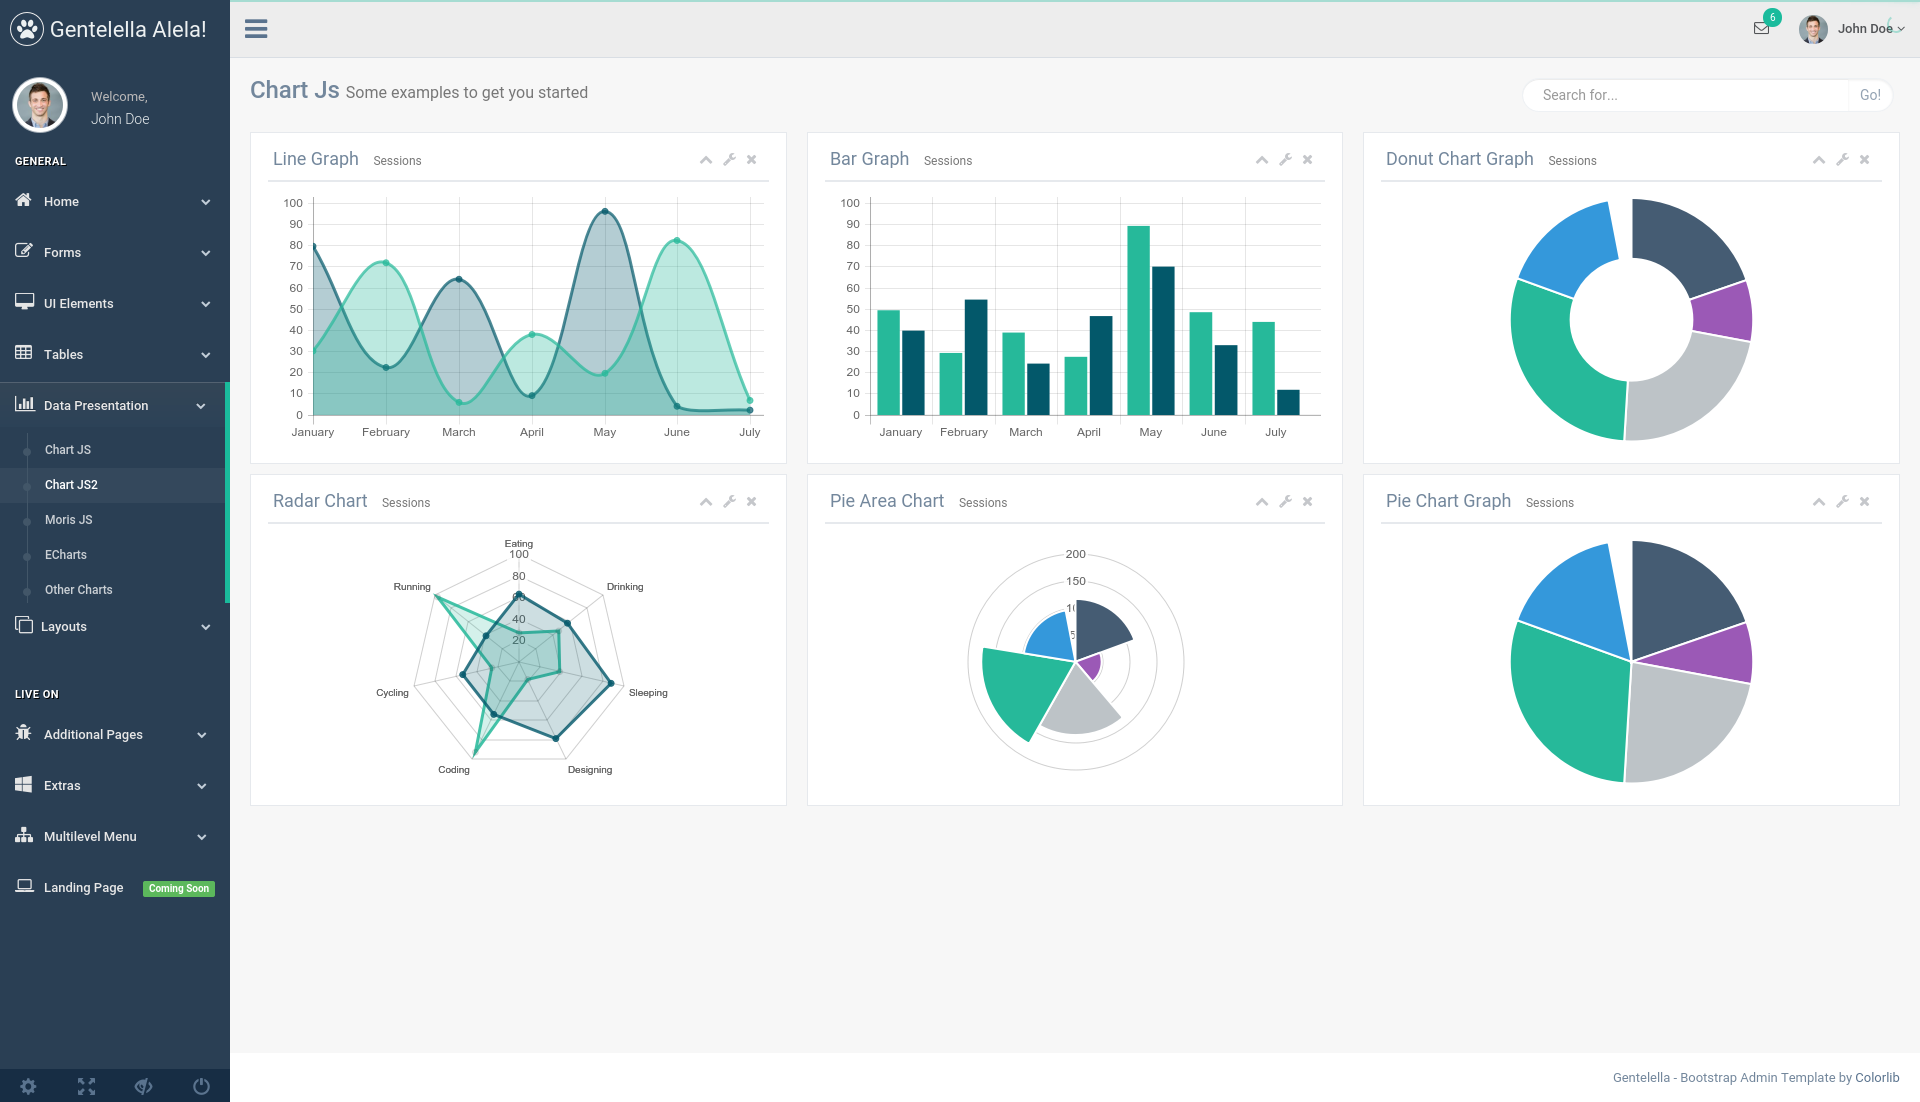 Gentelella Alela!
Welcome,
John Doe
GENERAL
Home
Forms
UI Elements
Tables
Data Presentation
Chart JS
Chart JS2
Moris JS
ECharts
Other Charts
Layouts
LIVE ON
Additional Pages
Extras
Multilevel Menu
Landing Page Coming Soon
6
John Doe
Chart Js Some examples to get you started
Search for... Go!
Line Graph Sessions
100
90
80
70
60
50
40
30
20
10
0
January February March April May June July
Bar Graph Sessions
100
90
80
70
60
50
40
30
20
10
0
January February March April May June July
Donut Chart Graph Sessions
Radar Chart Sessions
Eating
100
80
60
40
20
Running
Drinking
Cycling
Sleeping
Coding
Designing
Pie Area Chart Sessions
200
150
Pie Chart Graph Sessions
Gentelella - Bootstrap Admin Template by Colorlib